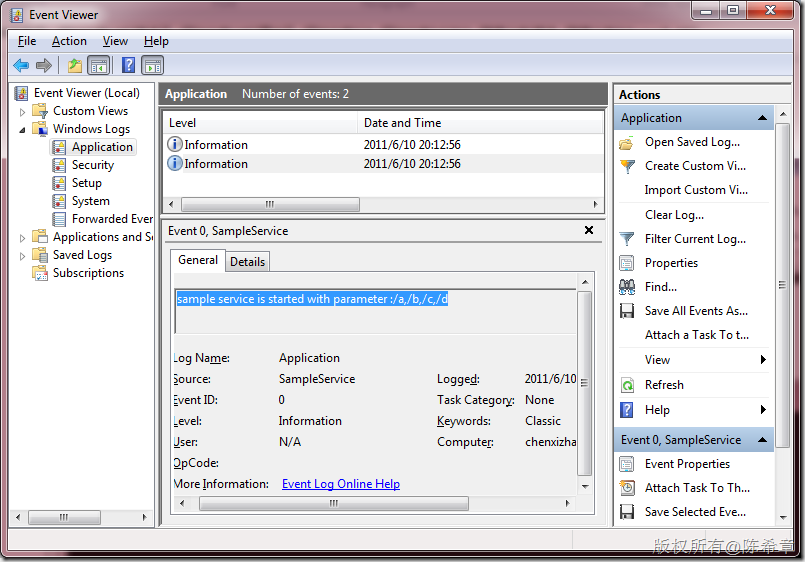 Event Viewer
File Action View Help
Event Viewer (Local)
Custom Views
Windows Logs
Application
Security
Setup
System
Forwarded Ever
Applications and Se
Saved Logs
Subscriptions
Application Number of events: 2
Level Date and Time
Information 2011/6/10 20:12:56
Information 2011/6/10 20:12:56
Event 0, SampleService
General Details
sample service is started with parameter :/a,/b,/c,/d
Log Name: Application
Source: SampleService Logged: 2011/6/10
Event ID: 0 Task Category: None
Level: Information Keywords: Classic
User: N/A Computer: chenxizha
OpCode:
More Information: Event Log Online Help
Actions
Application
Open Saved Log...
Create Custom Vi...
Import Custom Vi...
Clear Log...
Filter Current Log...
Properties
Find...
Save All Events As...
Attach a Task To t...
View
Refresh
Help
Event 0, SampleService
Event Properties
Attach Task To Th...
Save Selected Eve...
版权所有@陈希章